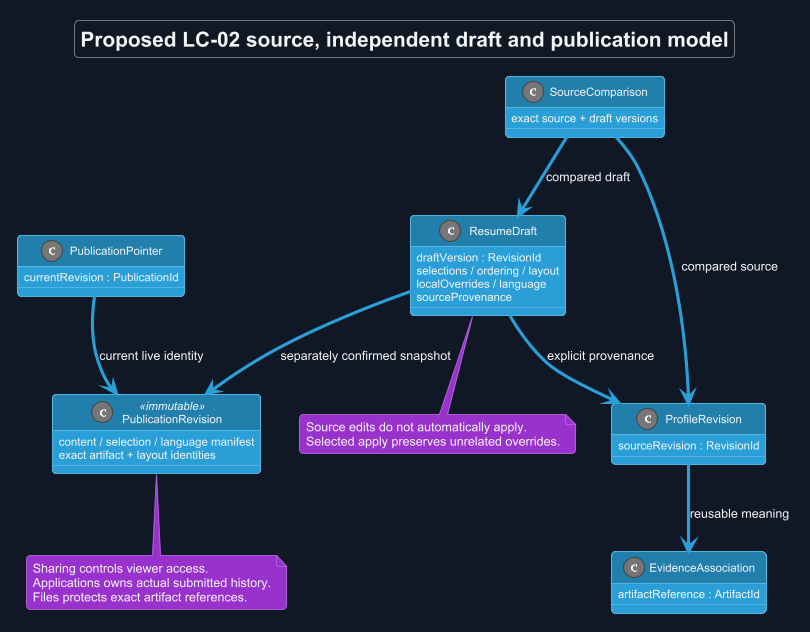 Proposed LC-02 source, independent draft and publication model
C SourceComparison
exact source + draft versions
compared draft
C ResumeDraft
draftVersion : RevisionId
selections / ordering / layout
localOverrides / language
sourceProvenance
C PublicationPointer
currentRevision : PublicationId
compared source
current live identity
separately confirmed snapshot
explicit provenance
C «immutable»
PublicationRevision
content / selection / language manifest
exact artifact + layout identities
Source edits do not automatically apply.
Selected apply preserves unrelated overrides.
C ProfileRevision
sourceRevision : RevisionId
reusable meaning
Sharing controls viewer access.
Applications owns actual submitted history.
Files protects exact artifact references.
C EvidenceAssociation
artifactReference : ArtifactId